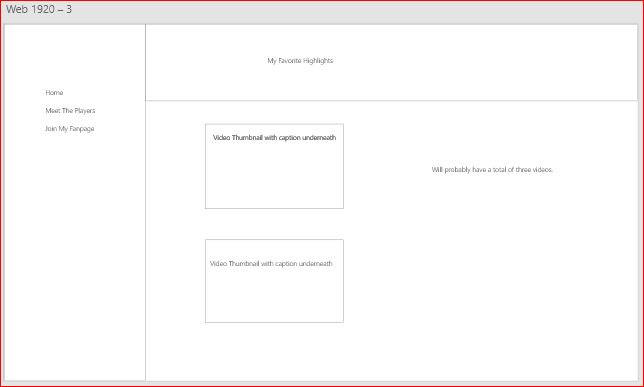 Web 1920 – 3
My Favorite Highlights
Home
Meet The Players
Join My Fanpage
Video Thumbnail with caption underneath
Will probably have a total of three videos.
Video Thumbnail with caption underneath